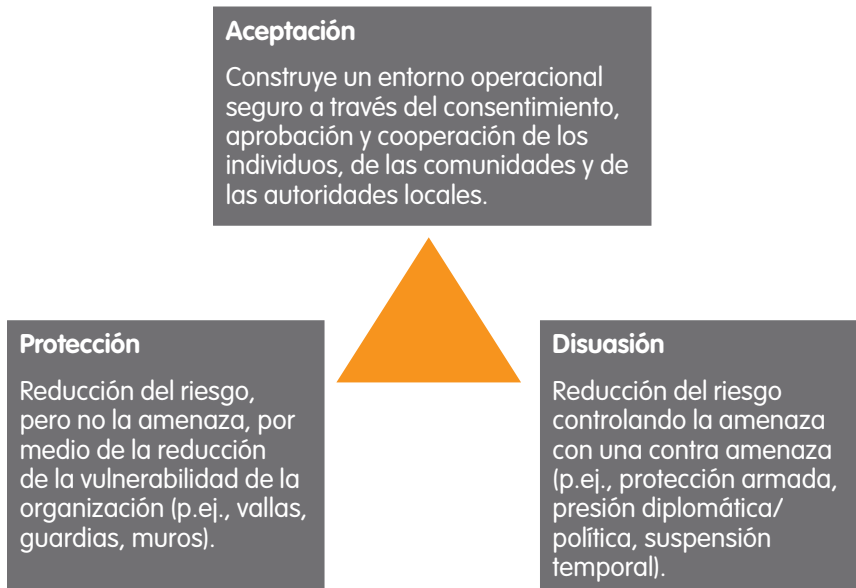 Aceptación
Construye un entorno operacional
seguro a través del consentimiento,
aprobación y cooperación de los
individuos, de las comunidades y de
las autoridades locales.
Protección
Reducción del riesgo,
pero no la amenaza, por
medio de la reducción
de la vulnerabilidad de la
organización (p.ej., vallas,
guardias, muros).
Disuasión
Reducción del riesgo
controlando la amenaza
con una contra amenaza
(p.ej., protección armada,
presión diplomática/
política, suspensión
temporal).